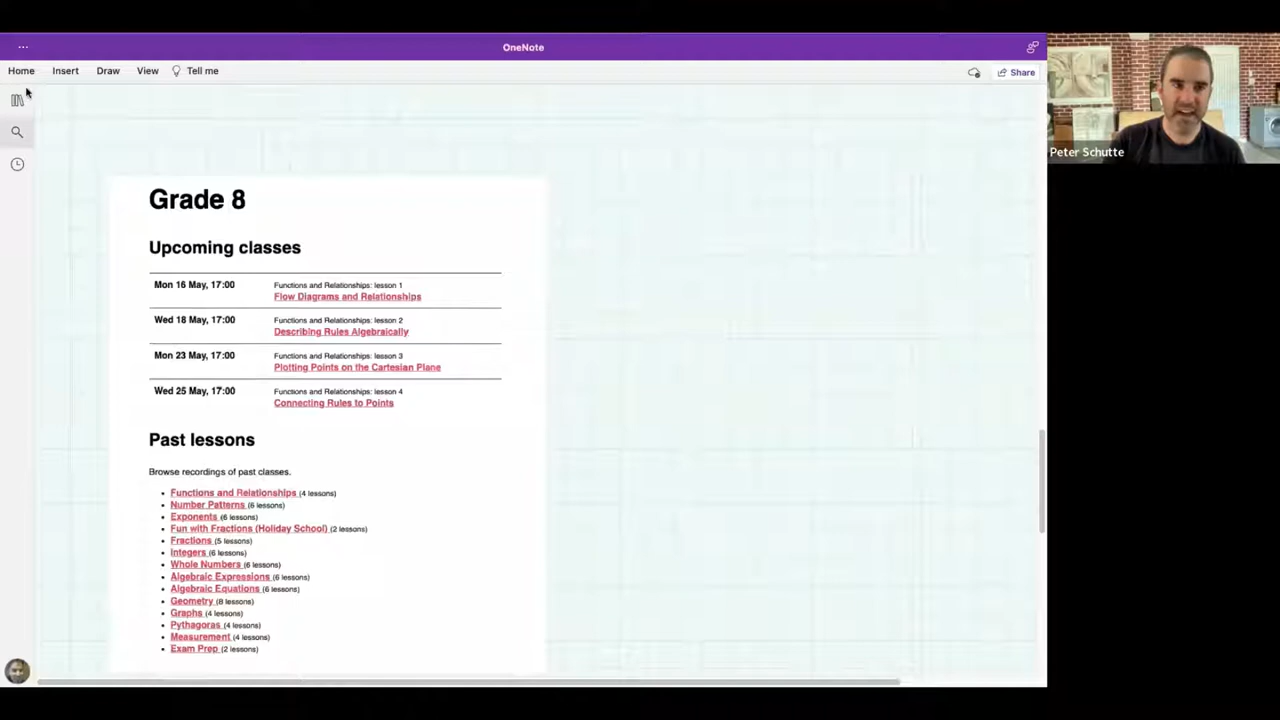 OneNote
Home Insert Draw View Tell me
Share
Peter Schutte
Grade 8
Upcoming classes
Mon 16 May, 17:00 Functions and Relationships: lesson 1
Flow Diagrams and Relationships
Wed 18 May, 17:00 Functions and Relationships: lesson 2
Describing Rules Algebraically
Mon 23 May, 17:00 Functions and Relationships: lesson 3
Plotting Points on the Cartesian Plane
Wed 25 May, 17:00 Functions and Relationships: lesson 4
Connecting Rules to Points
Past lessons
Browse recordings of past classes.
• Functions and Relationships (4 lessons)
• Number Patterns (6 lessons)
• Exponents (6 lessons)
• Fun with Fractions (Holiday School) (2 lessons)
• Fractions (5 lessons)
• Integers (6 lessons)
• Whole Numbers (6 lessons)
• Algebraic Expressions (6 lessons)
• Algebraic Equations (6 lessons)
• Geometry (8 lessons)
• Graphs (4 lessons)
• Pythagoras (4 lessons)
• Measurement (4 lessons)
• Exam Prep (2 lessons)